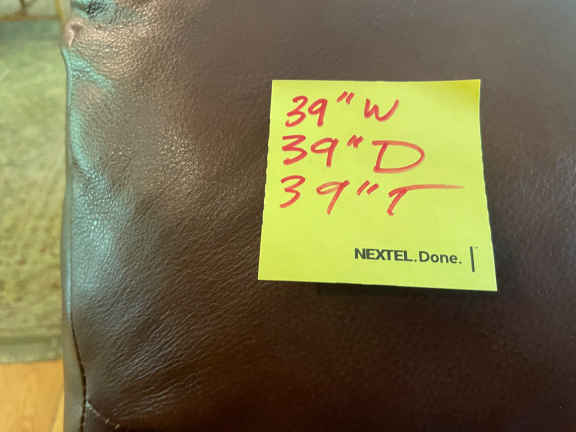 39" W
39" D
39" T
NEXTEL.Done.